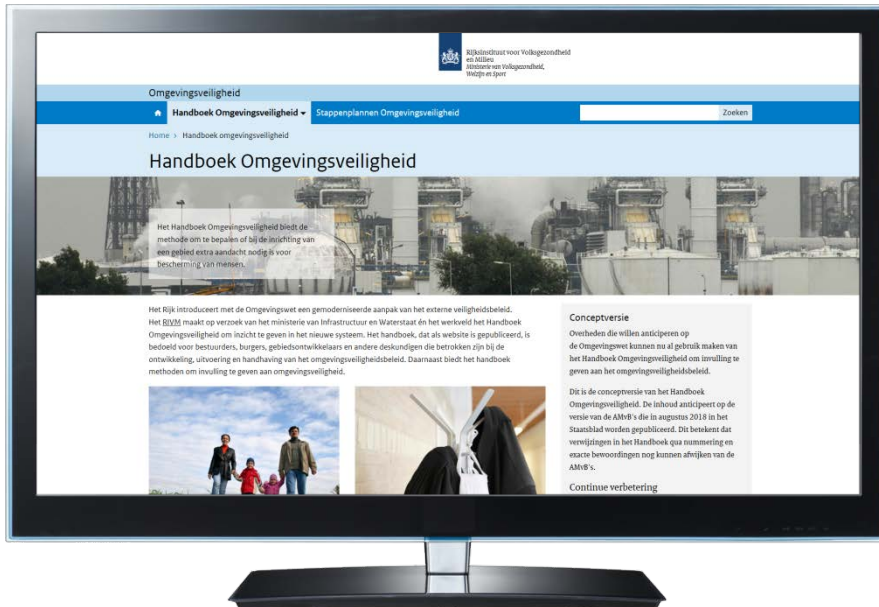 Rijksinstituut voor Volksgezondheid
en Milieu
Ministerie van Volksgezondheid,
Welzijn en Sport
Omgevingsveiligheid
Handboek Omgevingsveiligheid
Stappenplannen Omgevingsveiligheid
Zoeken
Home › Handboek omgevingsveiligheid
Handboek Omgevingsveiligheid
Het Handboek Omgevingsveiligheid biedt de
methode om te bepalen of bij de inrichting van
een gebied extra aandacht nodig is voor
bescherming van mensen.
Het Rijk introduceert met de Omgevingswet een gemoderniseerde aanpak van het externe veiligheidsbeleid.
Het RIVM maakt op verzoek van het ministerie van Infrastructuur en Waterstaat én het werkveld het Handboek
Omgevingsveiligheid om inzicht te geven in het nieuwe systeem. Het handboek, dat als website is gepubliceerd, is
bedoeld voor bestuurders, burgers, gebiedsontwikkelaars en andere deskundigen die betrokken zijn bij de
ontwikkeling, uitvoering en handhaving van het omgevingsveiligheidsbeleid. Daarnaast biedt het handboek
methoden om invulling te geven aan omgevingsveiligheid.
Conceptversie
Overheden die willen anticiperen op
de Omgevingswet kunnen nu al gebruik maken van
het Handboek Omgevingsveiligheid om invulling te
geven aan het omgevingsveiligheidsbeleid.
Dit is de conceptversie van het Handboek
Omgevingsveiligheid. De inhoud anticipeert op de
versie van de AMvB's die in augustus 2018 in het
Staatsblad worden gepubliceerd. Dit betekent dat
verwijzingen in het Handboek qua nummering en
exacte bewoordingen nog kunnen afwijken van de
AMvB's.
Continue verbetering